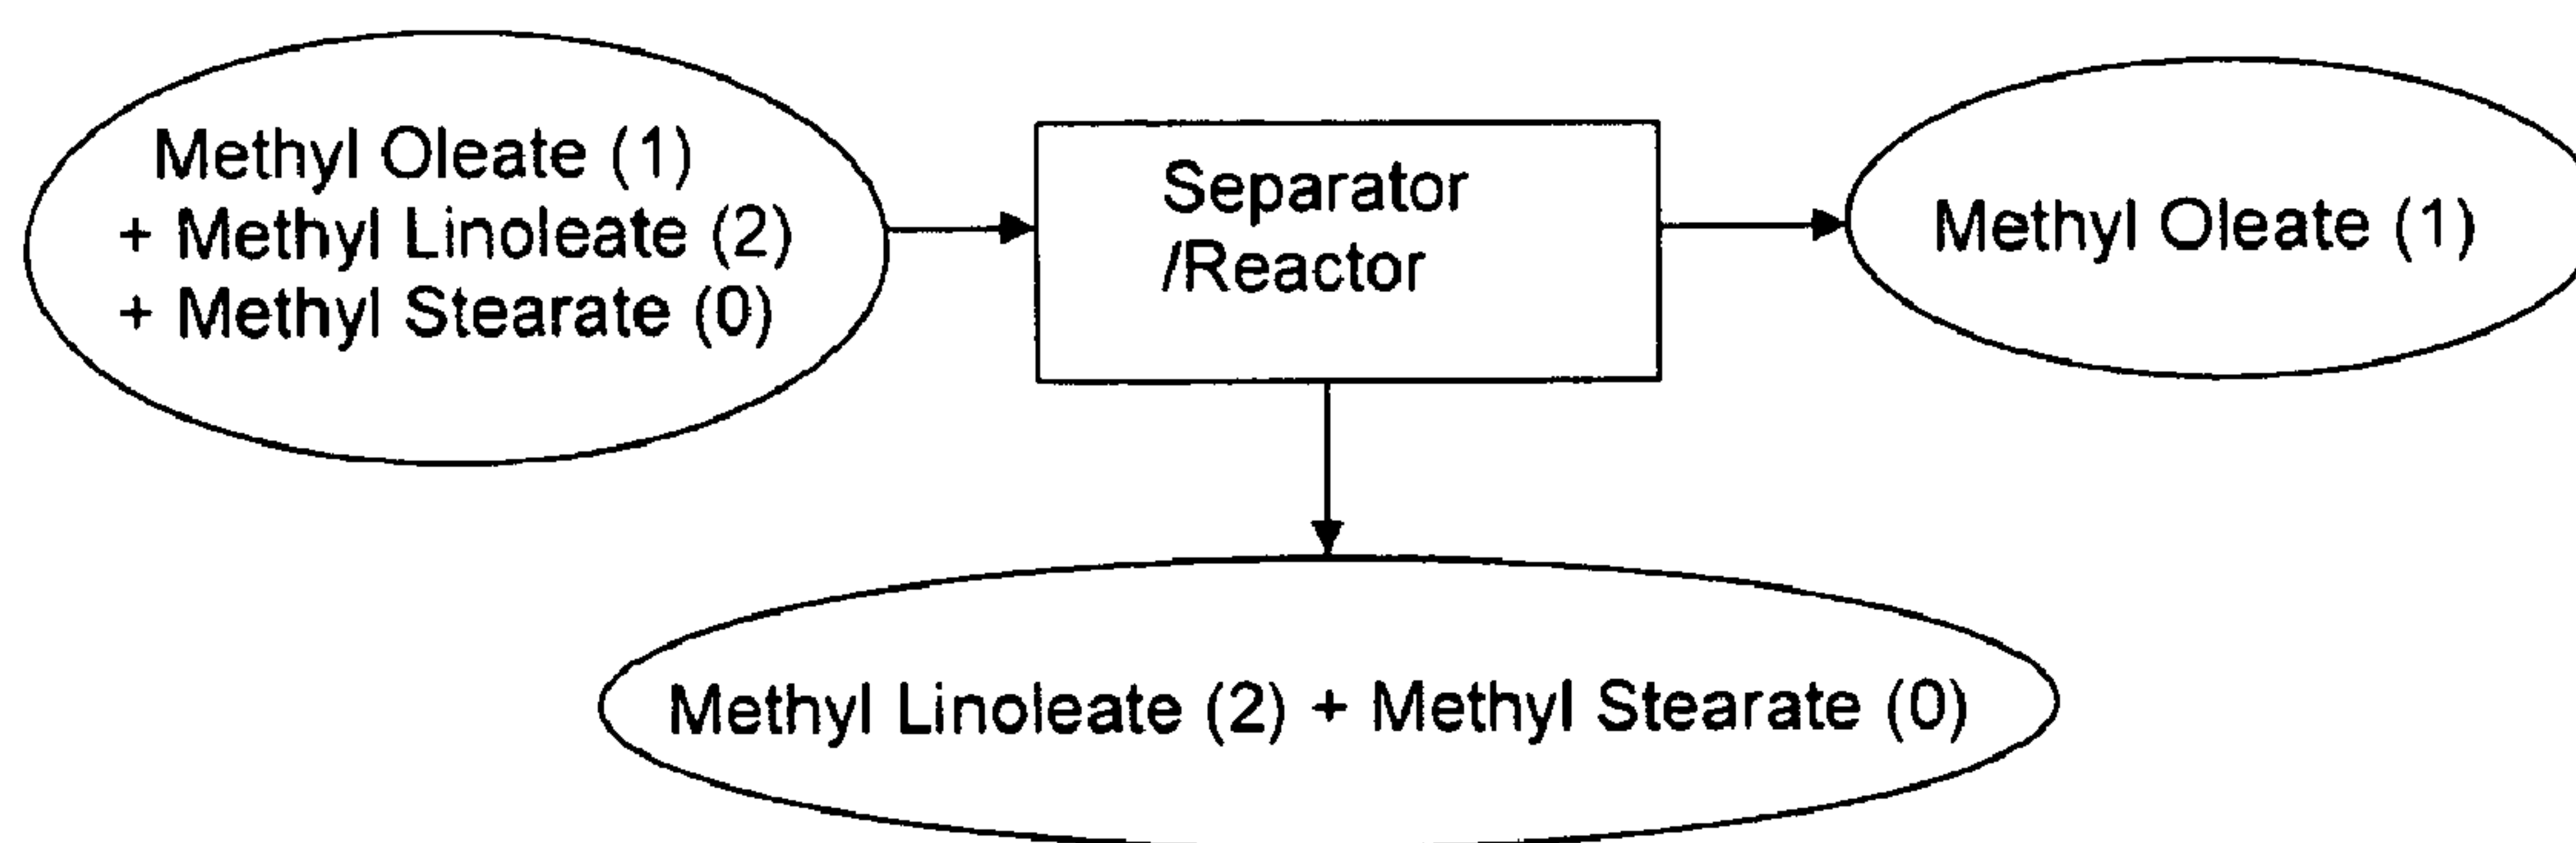 Methyl Oleate (1)
+ Methyl Linoleate (2)
+ Methyl Stearate (0)
Separator
/Reactor
Methyl Oleate (1)
Methyl Linoleate (2) + Methyl Stearate (0)